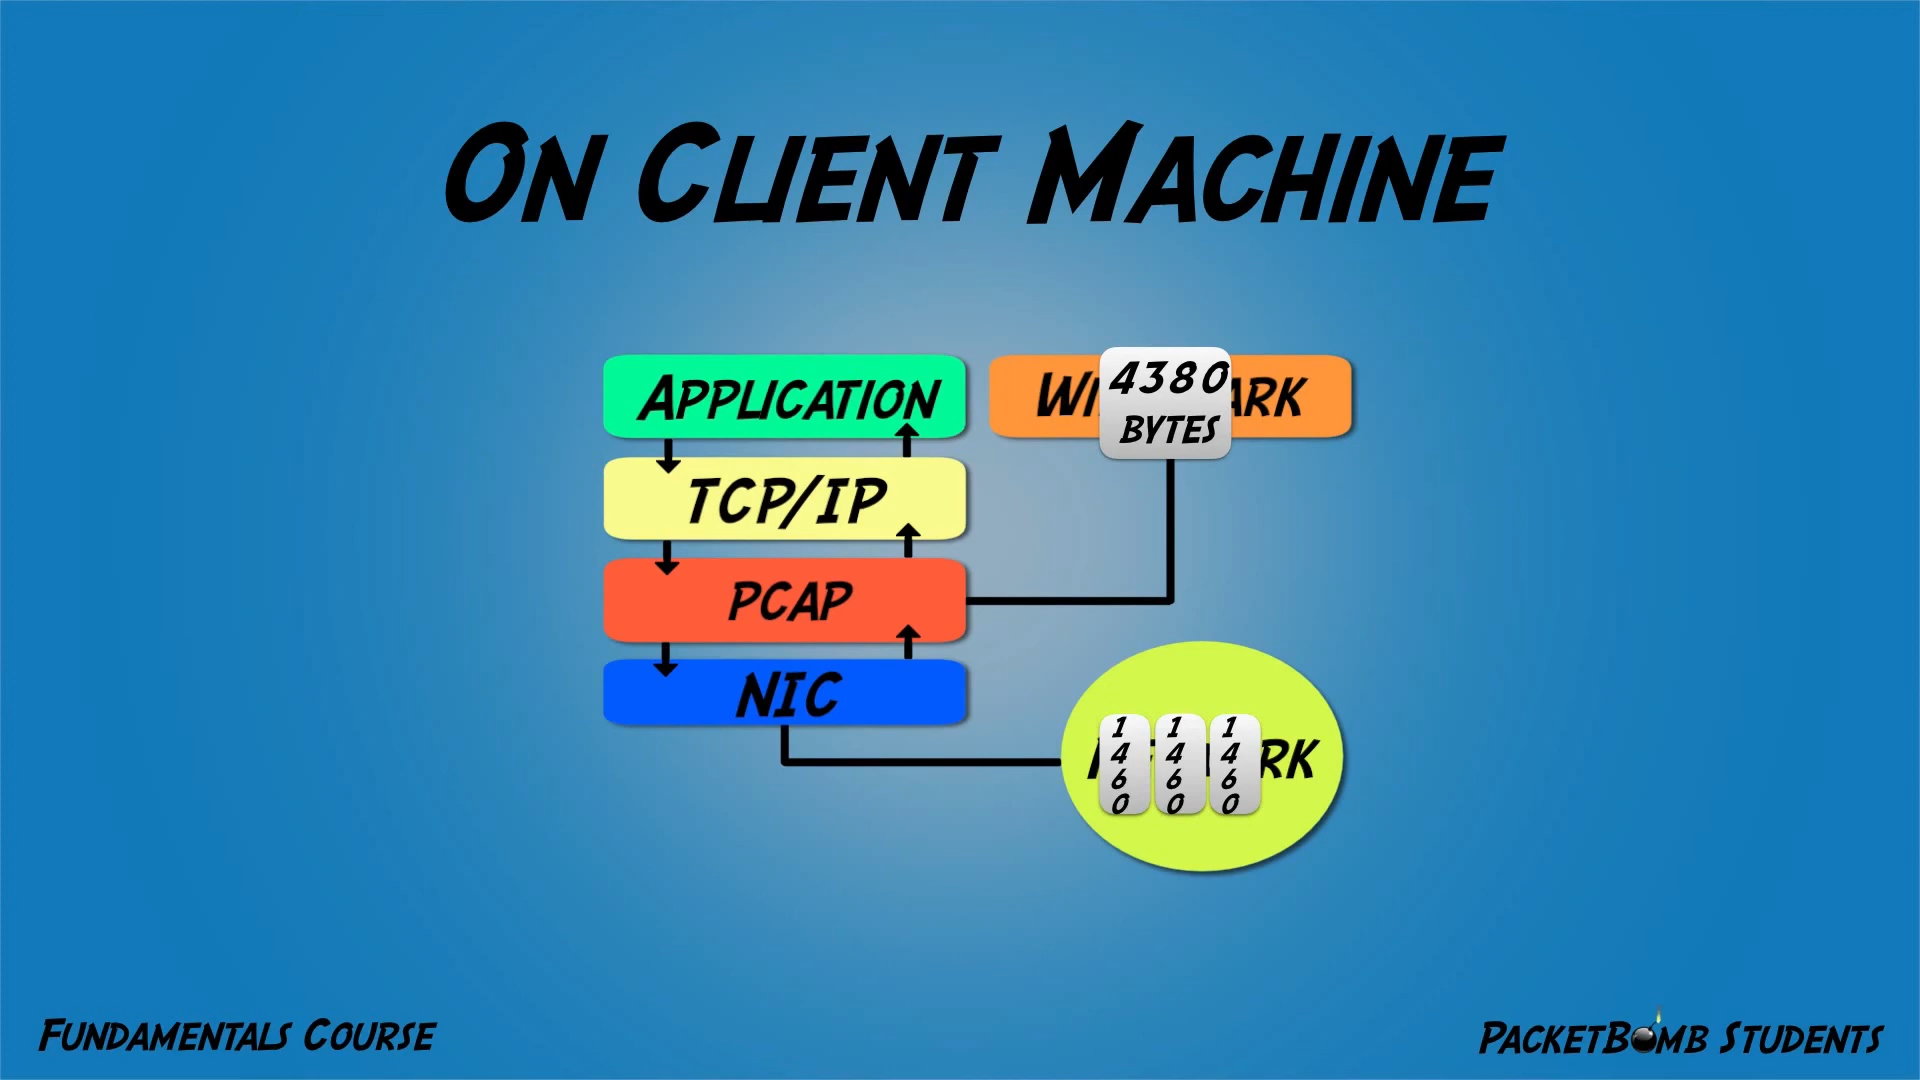 On Client Machine
Application
4380
bytes
TCP/IP
PCAP
NIC
1460
1460
1460
Fundamentals Course
PacketBomb Students